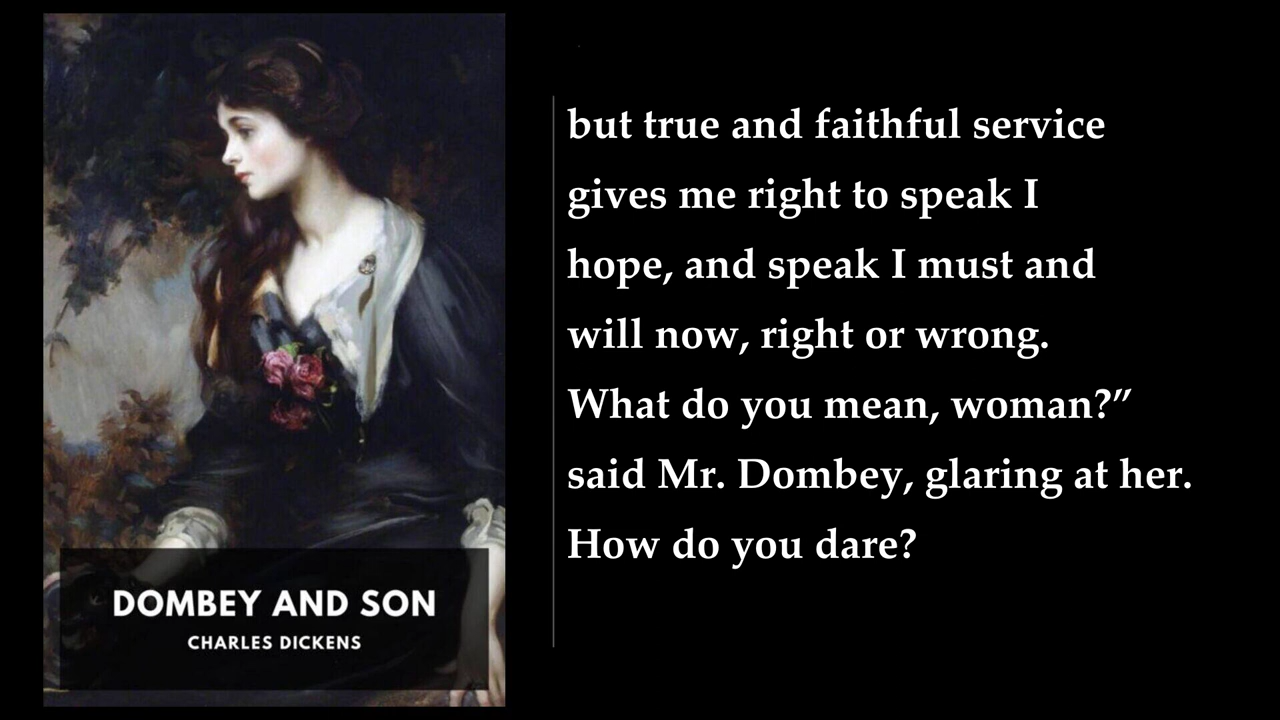 DOMBEY AND SON
CHARLES DICKENS
but true and faithful service
gives me right to speak I
hope, and speak I must and
will now, right or wrong.
What do you mean, woman?”
said Mr. Dombey, glaring at her.
How do you dare?